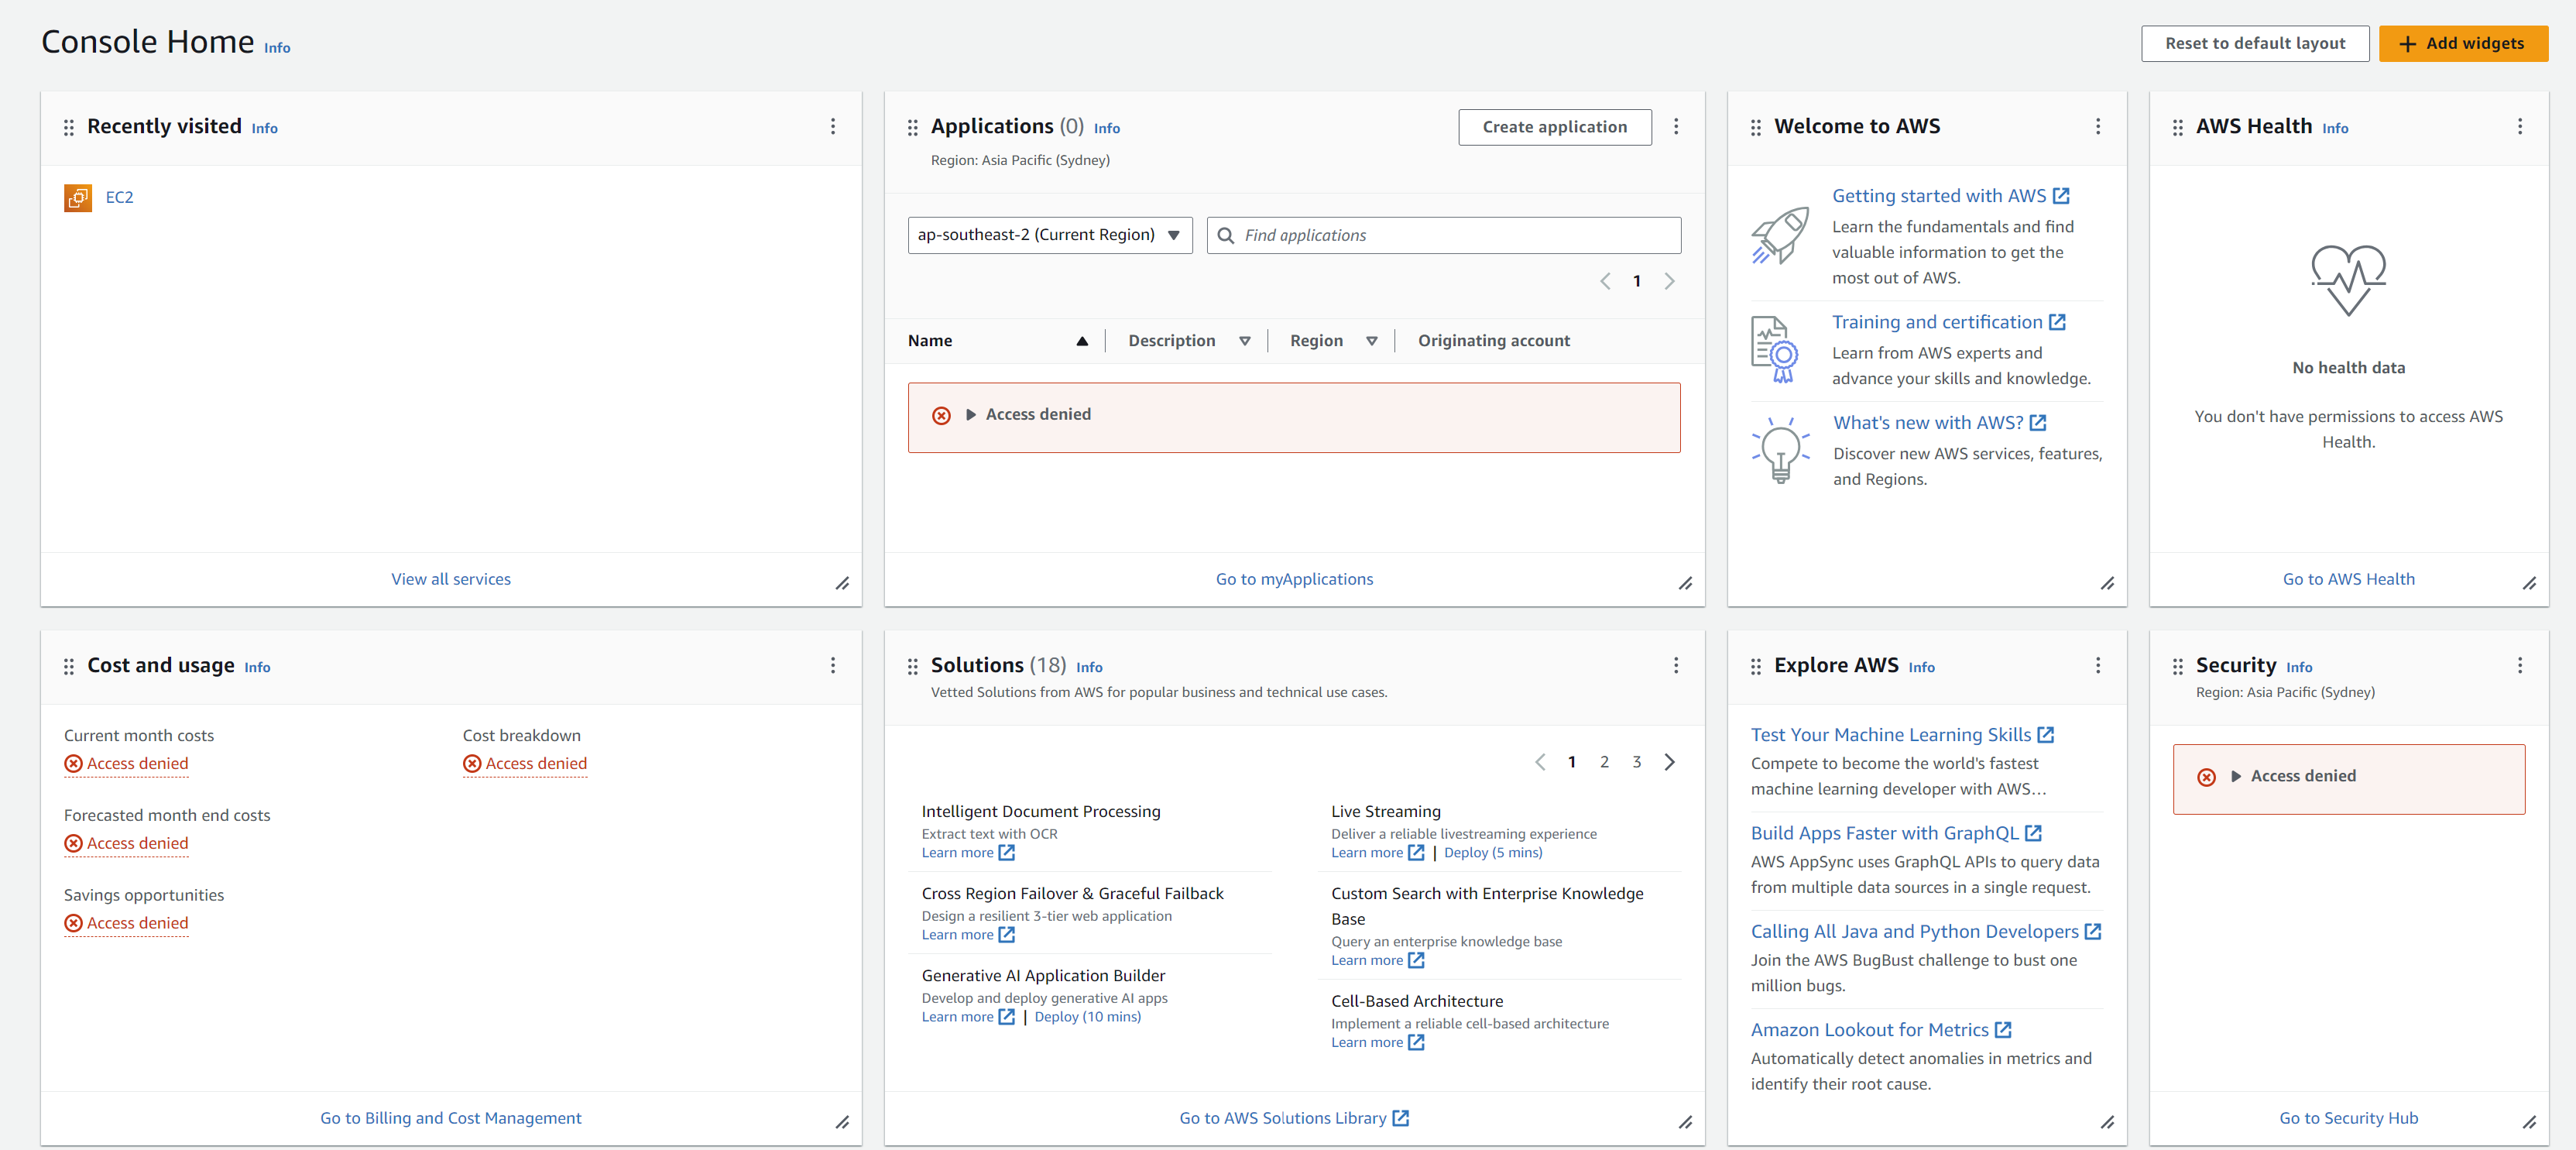 Console Home Info
Reset to default layout
Add widgets
Recently visited Info
EC2
View all services
Applications (0) Info
Region: Asia Pacific (Sydney)
Create application
ap-southeast-2 (Current Region)
Find applications
1
Name Description Region Originating account
Access denied
Go to myApplications
Welcome to AWS
Getting started with AWS
Learn the fundamentals and find
valuable information to get the
most out of AWS.
Training and certification
Learn from AWS experts and
advance your skills and knowledge.
What's new with AWS?
Discover new AWS services, features,
and Regions.
AWS Health Info
No health data
You don't have permissions to access AWS
Health.
Go to AWS Health
Cost and usage Info
Current month costs
Access denied
Cost breakdown
Access denied
Forecasted month end costs
Access denied
Savings opportunities
Access denied
Go to Billing and Cost Management
Solutions (18) Info
Vetted Solutions from AWS for popular business and technical use cases.
1 2 3
Intelligent Document Processing
Extract text with OCR
Learn more
Cross Region Failover & Graceful Failback
Design a resilient 3-tier web application
Learn more
Generative AI Application Builder
Develop and deploy generative AI apps
Learn more | Deploy (10 mins)
Live Streaming
Deliver a reliable livestreaming experience
Learn more | Deploy (5 mins)
Custom Search with Enterprise Knowledge
Base
Query an enterprise knowledge base
Learn more
Cell-Based Architecture
Implement a reliable cell-based architecture
Learn more
Go to AWS Solutions Library
Explore AWS Info
Test Your Machine Learning Skills
Compete to become the world's fastest
machine learning developer with AWS…
Build Apps Faster with GraphQL
AWS AppSync uses GraphQL APIs to query data
from multiple data sources in a single request.
Calling All Java and Python Developers
Join the AWS BugBust challenge to bust one
million bugs.
Amazon Lookout for Metrics
Automatically detect anomalies in metrics and
identify their root cause.
Security Info
Region: Asia Pacific (Sydney)
Access denied
Go to Security Hub